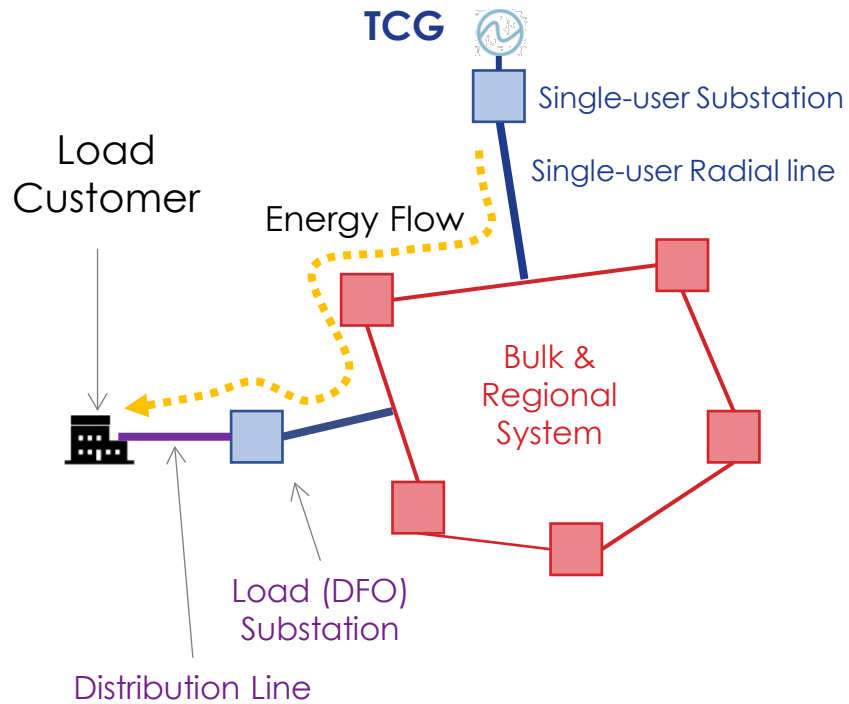 TCG
Single-user Substation
Single-user Radial line
Load
Customer
Energy Flow
Bulk &
Regional
System
Load (DFO)
Substation
Distribution Line